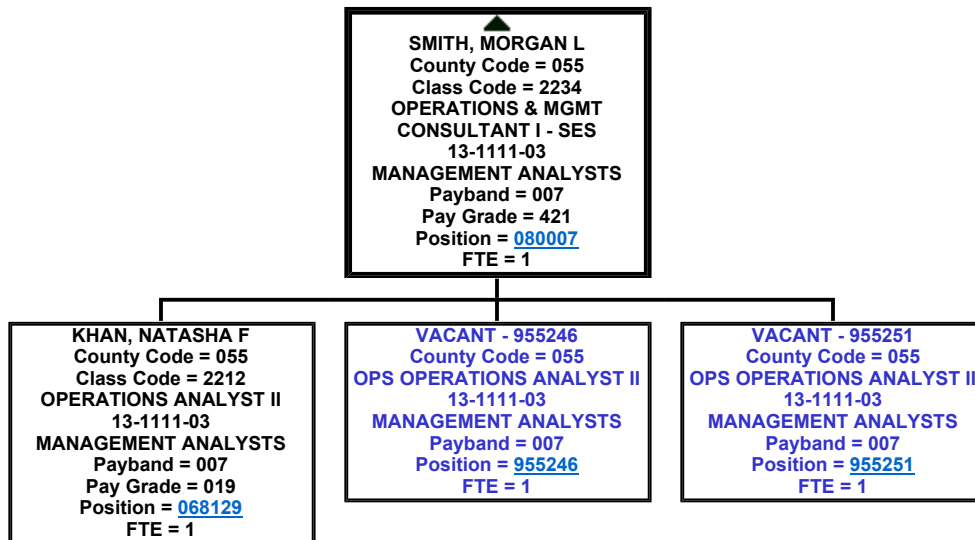 SMITH, MORGAN L
County Code = 055
Class Code = 2234
OPERATIONS & MGMT
CONSULTANT I - SES
13-1111-03
MANAGEMENT ANALYSTS
Payband = 007
Pay Grade = 421
Position = 080007
FTE = 1
KHAN, NATASHA F
County Code = 055
Class Code = 2212
OPERATIONS ANALYST II
13-1111-03
MANAGEMENT ANALYSTS
Payband = 007
Pay Grade = 019
Position = 068129
FTE = 1
VACANT - 955246
County Code = 055
OPS OPERATIONS ANALYST II
13-1111-03
MANAGEMENT ANALYSTS
Payband = 007
Position = 955246
FTE = 1
VACANT - 955251
County Code = 055
OPS OPERATIONS ANALYST II
13-1111-03
MANAGEMENT ANALYSTS
Payband = 007
Position = 955251
FTE = 1